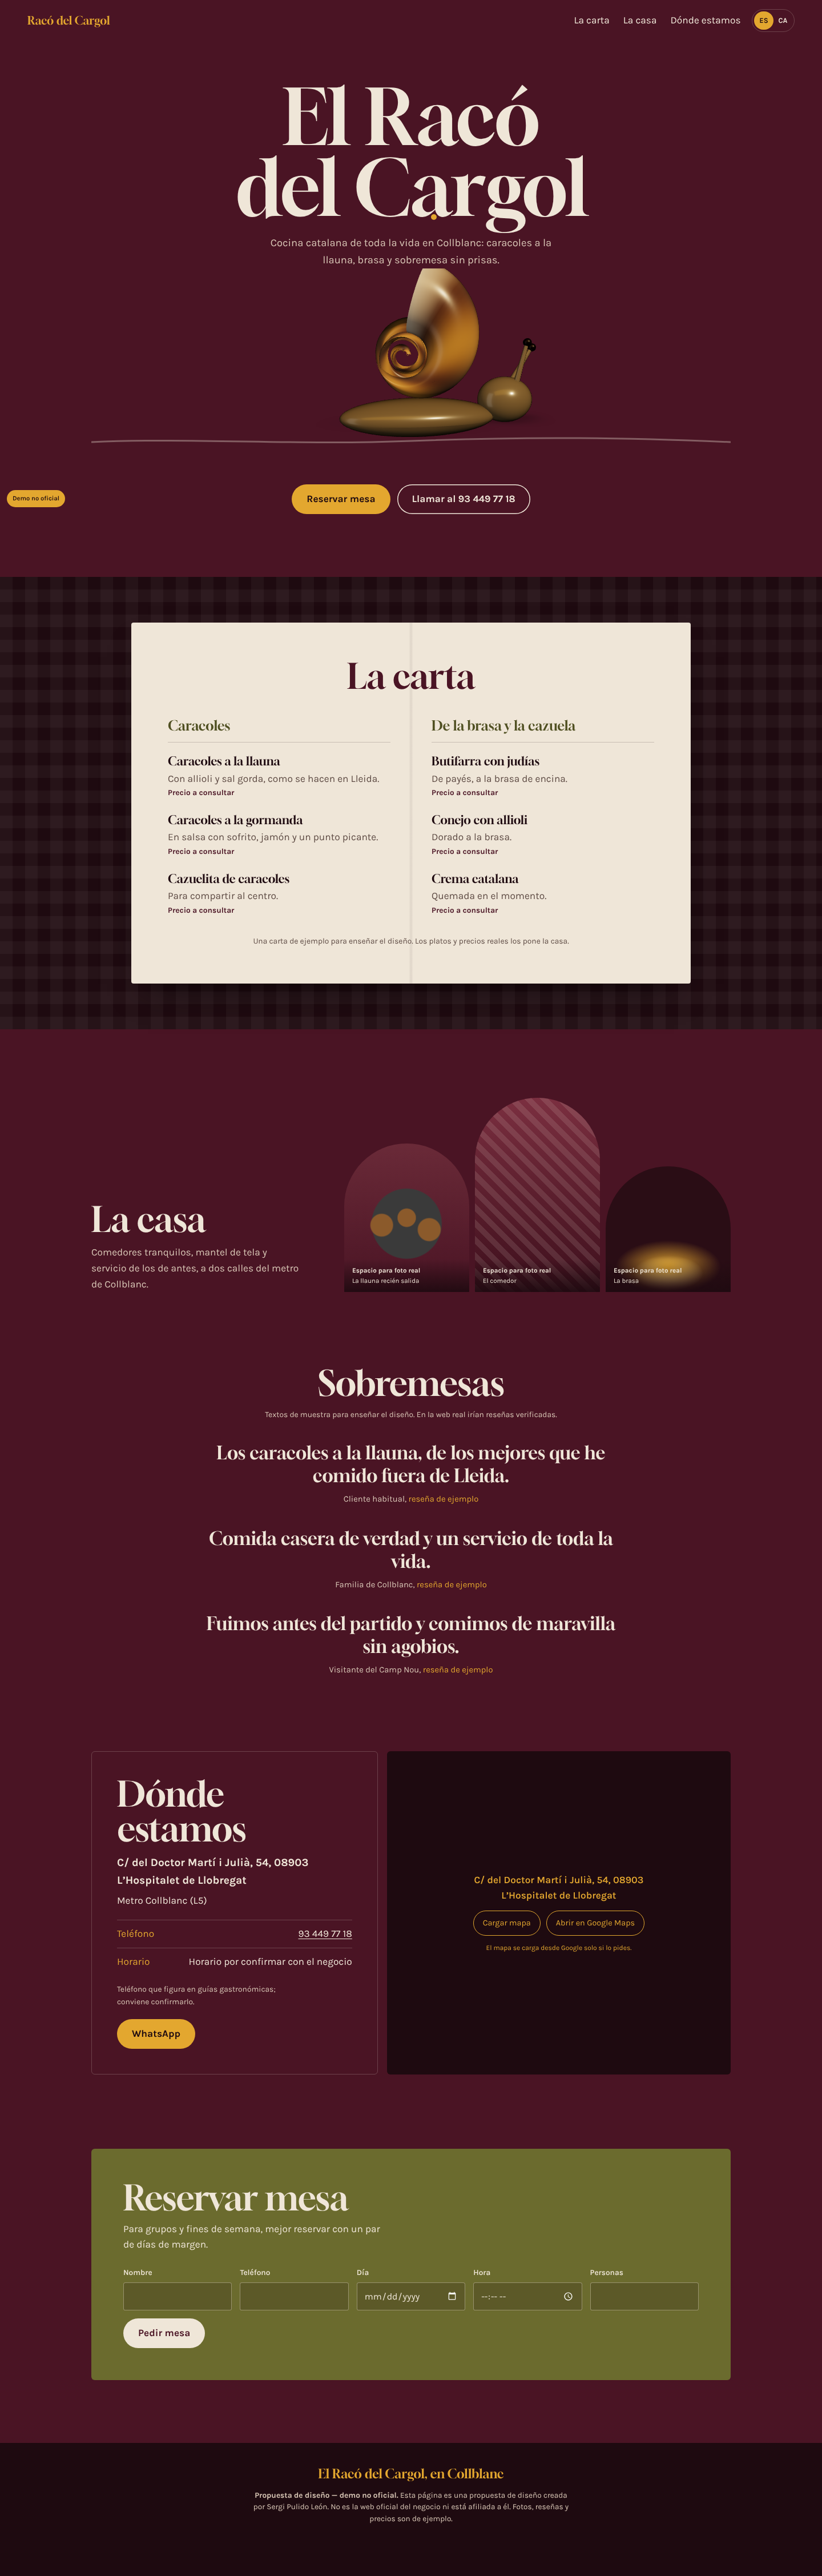 Racó del Cargol
La carta
La casa
Dónde estamos
ES
CA
El Racó
del Cargol
Cocina catalana de toda la vida en Collblanc: caracoles a la
llauna, brasa y sobremesa sin prisas.
Demo no oficial
Reservar mesa
Llamar al 93 449 77 18
La carta
Caracoles
Caracoles a la llauna
Con allioli y sal gorda, como se hacen en Lleida.
Precio a consultar
Caracoles a la gormanda
En salsa con sofrito, jamón y un punto picante.
Precio a consultar
Cazuelita de caracoles
Para compartir al centro.
Precio a consultar
De la brasa y la cazuela
Butifarra con judías
De payés, a la brasa de encina.
Precio a consultar
Conejo con allioli
Dorado a la brasa.
Precio a consultar
Crema catalana
Quemada en el momento.
Precio a consultar
Una carta de ejemplo para enseñar el diseño. Los platos y precios reales los pone la casa.
La casa
Comedores tranquilos, mantel de tela y
servicio de los de antes, a dos calles del metro
de Collblanc.
Espacio para foto real
La llauna recién salida
Espacio para foto real
El comedor
Espacio para foto real
La brasa
Sobremesas
Textos de muestra para enseñar el diseño. En la web real irían reseñas verificadas.
Los caracoles a la llauna, de los mejores que he
comido fuera de Lleida.
Cliente habitual, reseña de ejemplo
Comida casera de verdad y un servicio de toda la
vida.
Familia de Collblanc, reseña de ejemplo
Fuimos antes del partido y comimos de maravilla
sin agobios.
Visitante del Camp Nou, reseña de ejemplo
Dónde
estamos
C/ del Doctor Martí i Julià, 54, 08903
L’Hospitalet de Llobregat
Metro Collblanc (L5)
Teléfono 93 449 77 18
Horario Horario por confirmar con el negocio
Teléfono que figura en guías gastronómicas;
conviene confirmarlo.
WhatsApp
C/ del Doctor Martí i Julià, 54, 08903
L’Hospitalet de Llobregat
Cargar mapa
Abrir en Google Maps
El mapa se carga desde Google solo si lo pides.
Reservar mesa
Para grupos y fines de semana, mejor reservar con un par
de días de margen.
Nombre
Teléfono
Día
Hora
Personas
mm/dd/yyyy
--:-- --
Pedir mesa
El Racó del Cargol, en Collblanc
Propuesta de diseño — demo no oficial. Esta página es una propuesta de diseño creada
por Sergi Pulido León. No es la web oficial del negocio ni está afiliada a él. Fotos, reseñas y
precios son de ejemplo.